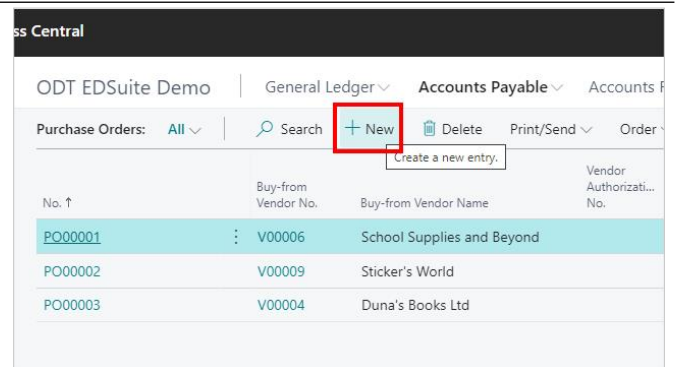 ss Central
ODT EDSuite Demo General Ledger Accounts Payable Accounts
Purchase Orders: All Search + New Delete Print/Send Order
Create a new entry.
No. ↑ Buy-from Vendor No. Buy-from Vendor Name Vendor Authorizati... No.
PO00001 V00006 School Supplies and Beyond
PO00002 V00009 Sticker's World
PO00003 V00004 Duna's Books Ltd